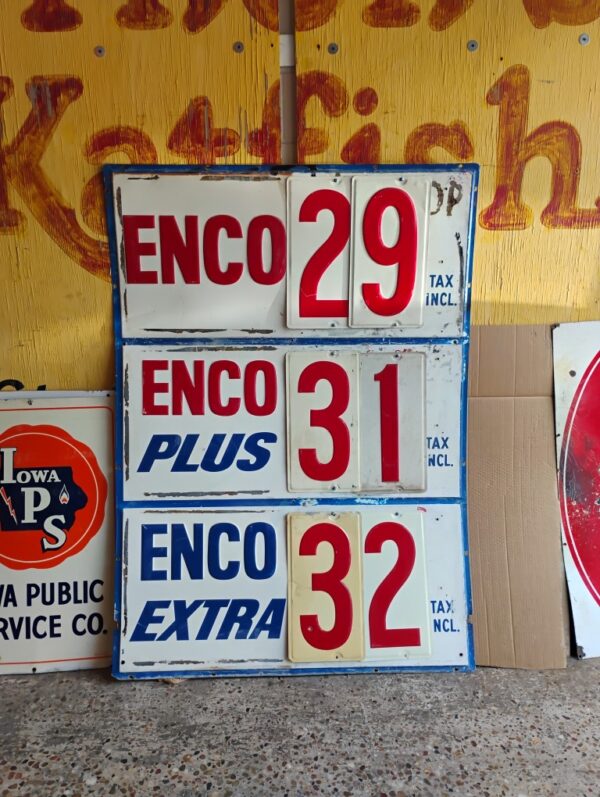 Katfish
OP
ENCO 29 TAX INCL.
ENCO PLUS 31 TAX INCL.
ENCO EXTRA 32 TAX INCL.
IOWA
PS
WA PUBLIC
RVICE CO.